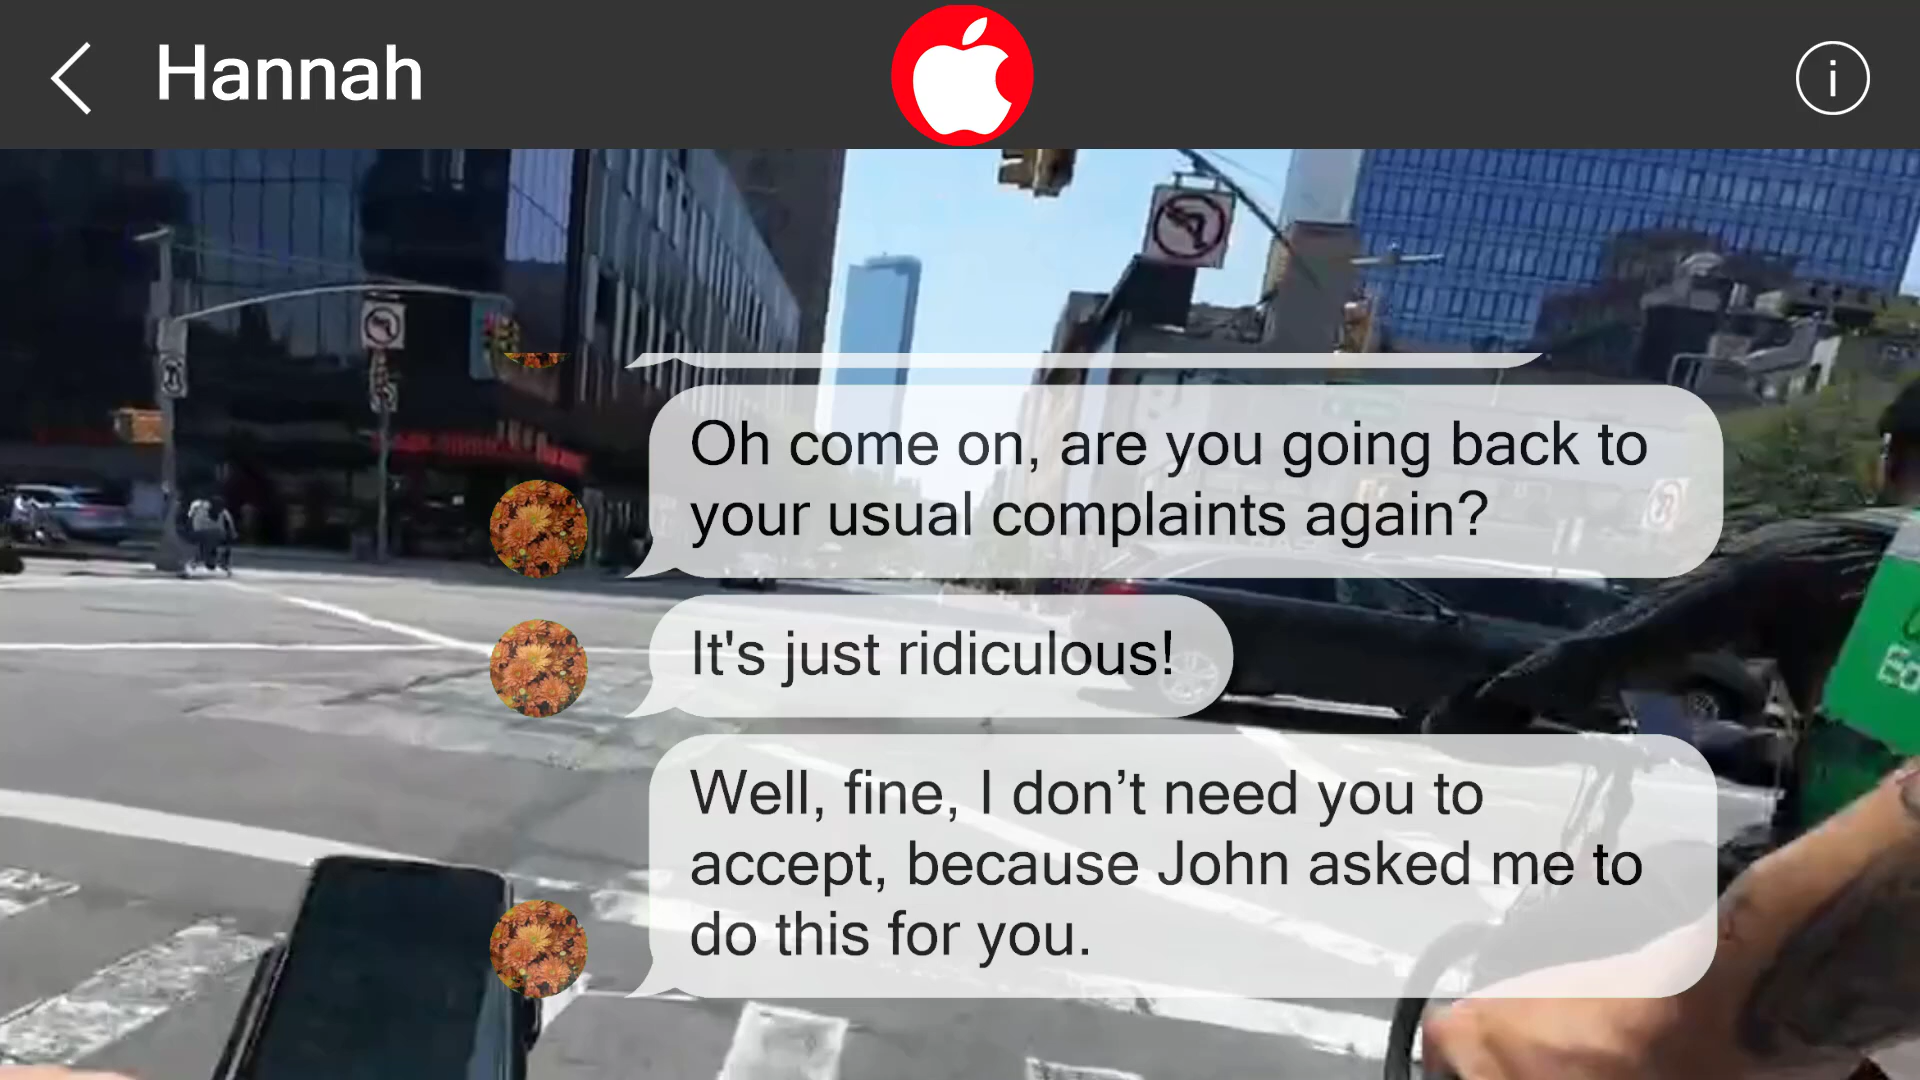 Hannah
Oh come on, are you going back to
your usual complaints again?
It's just ridiculous!
Well, fine, I don’t need you to
accept, because John asked me to
do this for you.